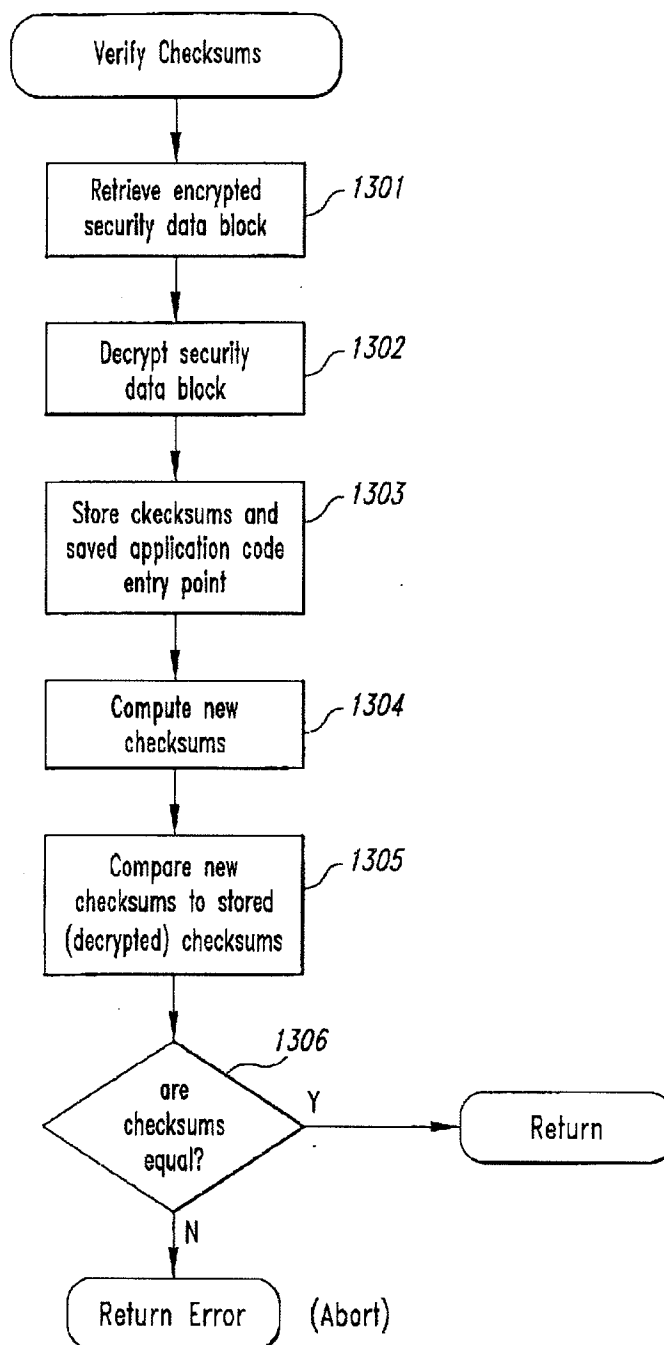 Verify Checksums
Retrieve encrypted
security data block
1301
Decrypt security
data block
1302
Store ckecksums and
saved application code
entry point
1303
Compute new
checksums
1304
Compare new
checksums to stored
(decrypted) checksums
1305
1306
are
checksums
equal?
Y
Return
N
Return Error
(Abort)